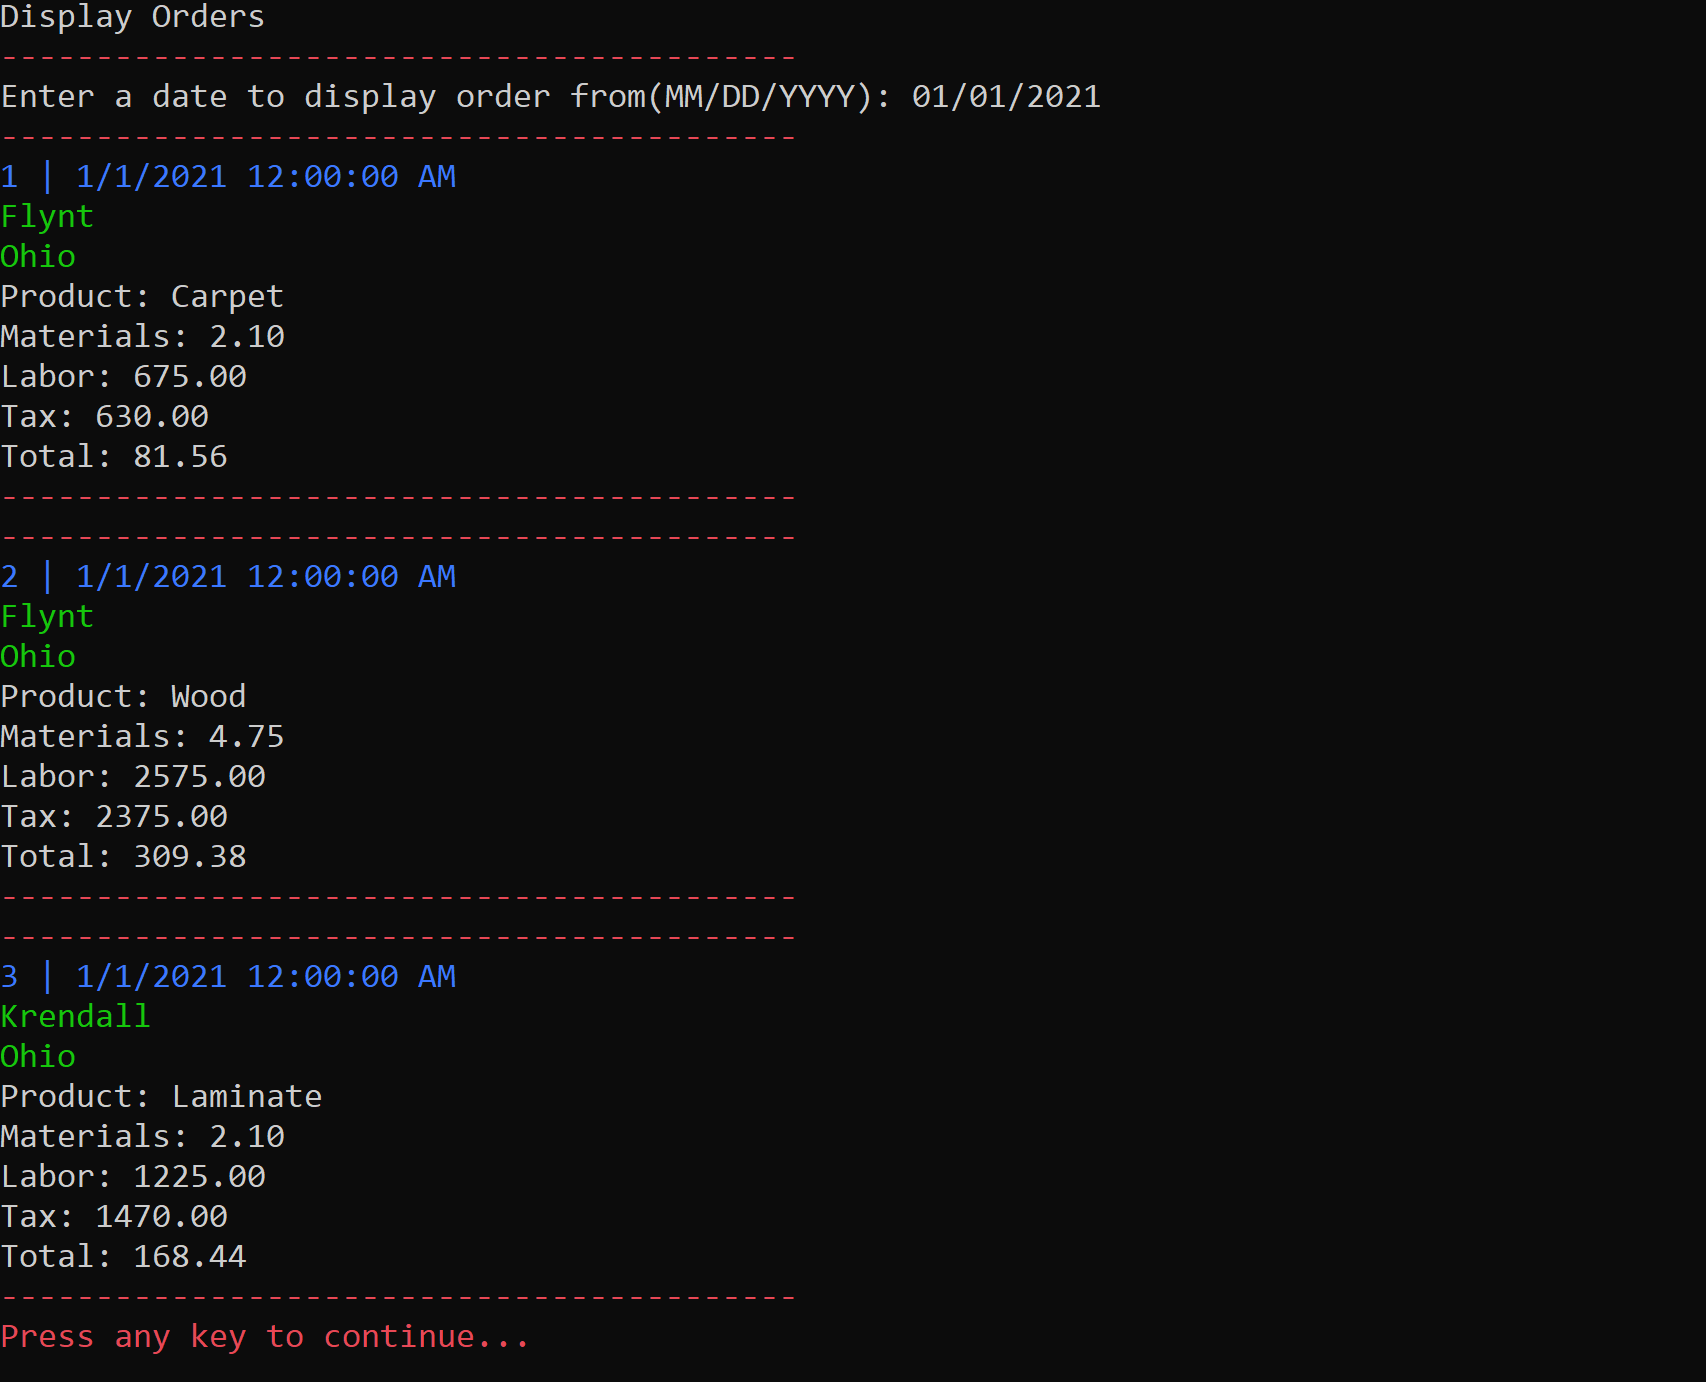 Display Orders
------------------------------------------
Enter a date to display order from(MM/DD/YYYY): 01/01/2021
------------------------------------------
1 | 1/1/2021 12:00:00 AM
Flynt
Ohio
Product: Carpet
Materials: 2.10
Labor: 675.00
Tax: 630.00
Total: 81.56
------------------------------------------
------------------------------------------
2 | 1/1/2021 12:00:00 AM
Flynt
Ohio
Product: Wood
Materials: 4.75
Labor: 2575.00
Tax: 2375.00
Total: 309.38
------------------------------------------
------------------------------------------
3 | 1/1/2021 12:00:00 AM
Krendall
Ohio
Product: Laminate
Materials: 2.10
Labor: 1225.00
Tax: 1470.00
Total: 168.44
------------------------------------------
Press any key to continue...